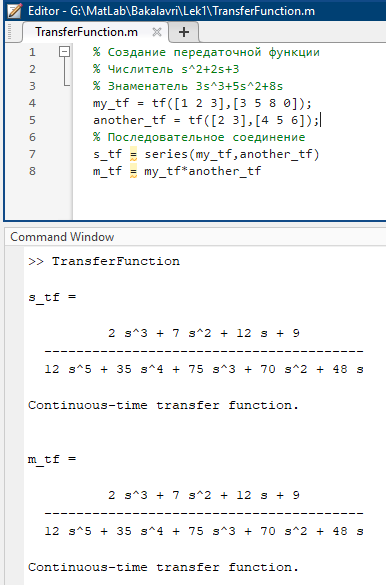 Editor - G:\MatLab\Bakalavri\Lek1\TransferFunction.m
TransferFunction.m × +
1 % Создание передаточной функции
2 % Числитель s^2+2s+3
3 % Знаменатель 3s^3+5s^2+8s
4 my_tf = tf([1 2 3],[3 5 8 0]);
5 another_tf = tf([2 3],[4 5 6]);
6 % Последовательное соединение
7 s_tf = series(my_tf,another_tf)
8 m_tf = my_tf*another_tf
Command Window
>> TransferFunction
s_tf =
2 s^3 + 7 s^2 + 12 s + 9
----------------------------------------
12 s^5 + 35 s^4 + 75 s^3 + 70 s^2 + 48 s
Continuous-time transfer function.
m_tf =
2 s^3 + 7 s^2 + 12 s + 9
----------------------------------------
12 s^5 + 35 s^4 + 75 s^3 + 70 s^2 + 48 s
Continuous-time transfer function.